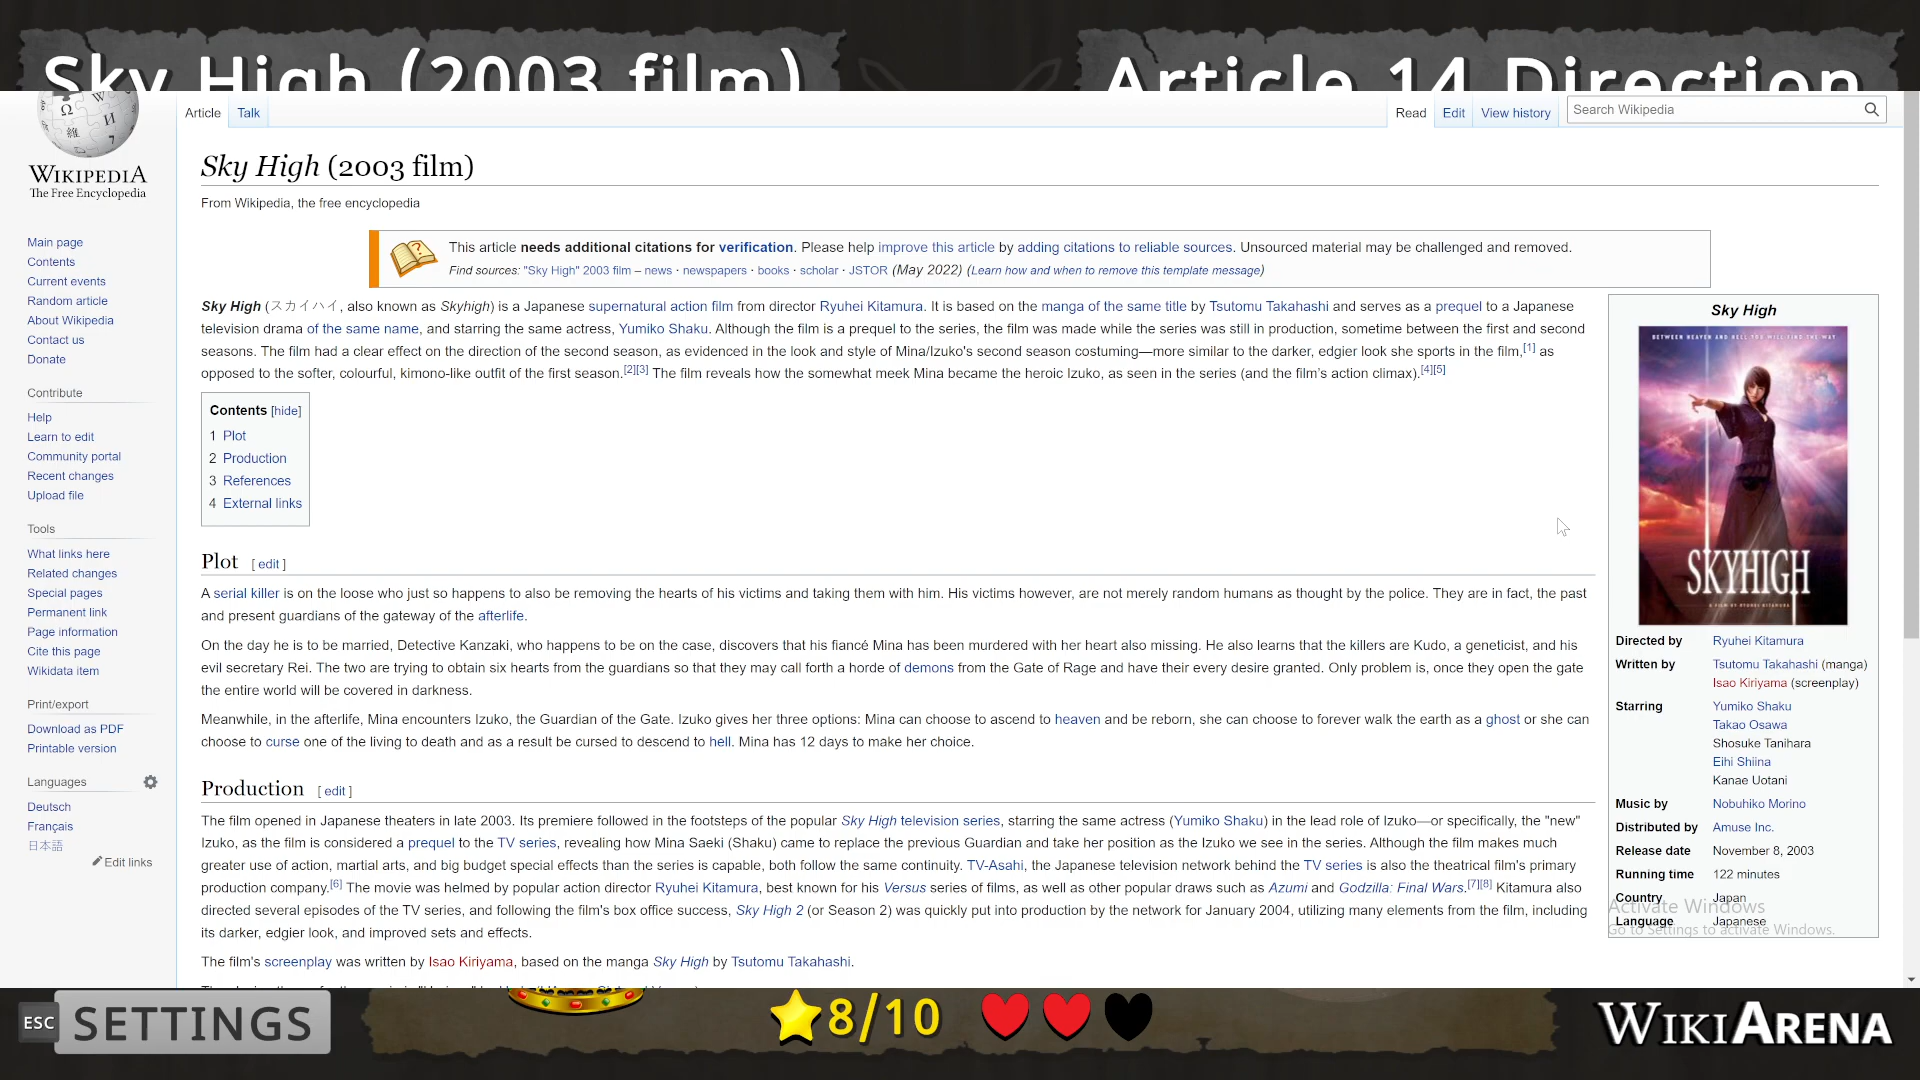 Sky High (2003 film)
Article 14 Direction
WIKIPEDIA
The Free Encyclopedia
Main page
Contents
Current events
Random article
About Wikipedia
Contact us
Donate
Contribute
Help
Learn to edit
Community portal
Recent changes
Upload file
Tools
What links here
Related changes
Special pages
Permanent link
Page information
Cite this page
Wikidata item
Print/export
Download as PDF
Printable version
Languages
Deutsch
Français
日本語
Edit links
Article Talk
Read Edit View history Search Wikipedia
Sky High (2003 film)
From Wikipedia, the free encyclopedia
This article needs additional citations for verification. Please help improve this article by adding citations to reliable sources. Unsourced material may be challenged and removed.
Find sources: "Sky High" 2003 film – news · newspapers · books · scholar · JSTOR (May 2022) (Learn how and when to remove this template message)
Sky High (スカイハイ, also known as Skyhigh) is a Japanese supernatural action film from director Ryuhei Kitamura. It is based on the manga of the same title by Tsutomu Takahashi and serves as a prequel to a Japanese
television drama of the same name, and starring the same actress, Yumiko Shaku. Although the film is a prequel to the series, the film was made while the series was still in production, sometime between the first and second
seasons. The film had a clear effect on the direction of the second season, as evidenced in the look and style of Mina/Izuko's second season costuming—more similar to the darker, edgier look she sports in the film,[1] as
opposed to the softer, colourful, kimono-like outfit of the first season.[2][3] The film reveals how the somewhat meek Mina became the heroic Izuko, as seen in the series (and the film's action climax).[4][5]
Contents [hide]
1 Plot
2 Production
3 References
4 External links
Plot [ edit ]
A serial killer is on the loose who just so happens to also be removing the hearts of his victims and taking them with him. His victims however, are not merely random humans as thought by the police. They are in fact, the past
and present guardians of the gateway of the afterlife.
On the day he is to be married, Detective Kanzaki, who happens to be on the case, discovers that his fiancé Mina has been murdered with her heart also missing. He also learns that the killers are Kudo, a geneticist, and his
evil secretary Rei. The two are trying to obtain six hearts from the guardians so that they may call forth a horde of demons from the Gate of Rage and have their every desire granted. Only problem is, once they open the gate
the entire world will be covered in darkness.
Meanwhile, in the afterlife, Mina encounters Izuko, the Guardian of the Gate. Izuko gives her three options: Mina can choose to ascend to heaven and be reborn, she can choose to forever walk the earth as a ghost or she can
choose to curse one of the living to death and as a result be cursed to descend to hell. Mina has 12 days to make her choice.
Production [ edit ]
The film opened in Japanese theaters in late 2003. Its premiere followed in the footsteps of the popular Sky High television series, starring the same actress (Yumiko Shaku) in the lead role of Izuko—or specifically, the "new"
Izuko, as the film is considered a prequel to the TV series, revealing how Mina Saeki (Shaku) came to replace the previous Guardian and take her position as the Izuko we see in the series. Although the film makes much
greater use of action, martial arts, and big budget special effects than the series is capable, both follow the same continuity. TV-Asahi, the Japanese television network behind the TV series is also the theatrical film's primary
production company.[6] The movie was helmed by popular action director Ryuhei Kitamura, best known for his Versus series of films, as well as other popular draws such as Azumi and Godzilla: Final Wars.[7][8] Kitamura also
directed several episodes of the TV series, and following the film's box office success, Sky High 2 (or Season 2) was quickly put into production by the network for January 2004, utilizing many elements from the film, including
its darker, edgier look, and improved sets and effects.
The film's screenplay was written by Isao Kiriyama, based on the manga Sky High by Tsutomu Takahashi.
Sky High
BETWEEN HEAVEN AND HELL YOU WILL FIND THE WAY
SKYHIGH
A FILM BY RYUHEI KITAMURA
Directed by Ryuhei Kitamura
Written by Tsutomu Takahashi (manga)
Isao Kiriyama (screenplay)
Starring Yumiko Shaku
Takao Osawa
Shosuke Tanihara
Eihi Shiina
Kanae Uotani
Music by Nobuhiko Morino
Distributed by Amuse Inc.
Release date November 8, 2003
Running time 122 minutes
Country Japan
Language Japanese
Activate Windows
Go to Settings to activate Windows.
ESC SETTINGS
8/10
WIKIARENA